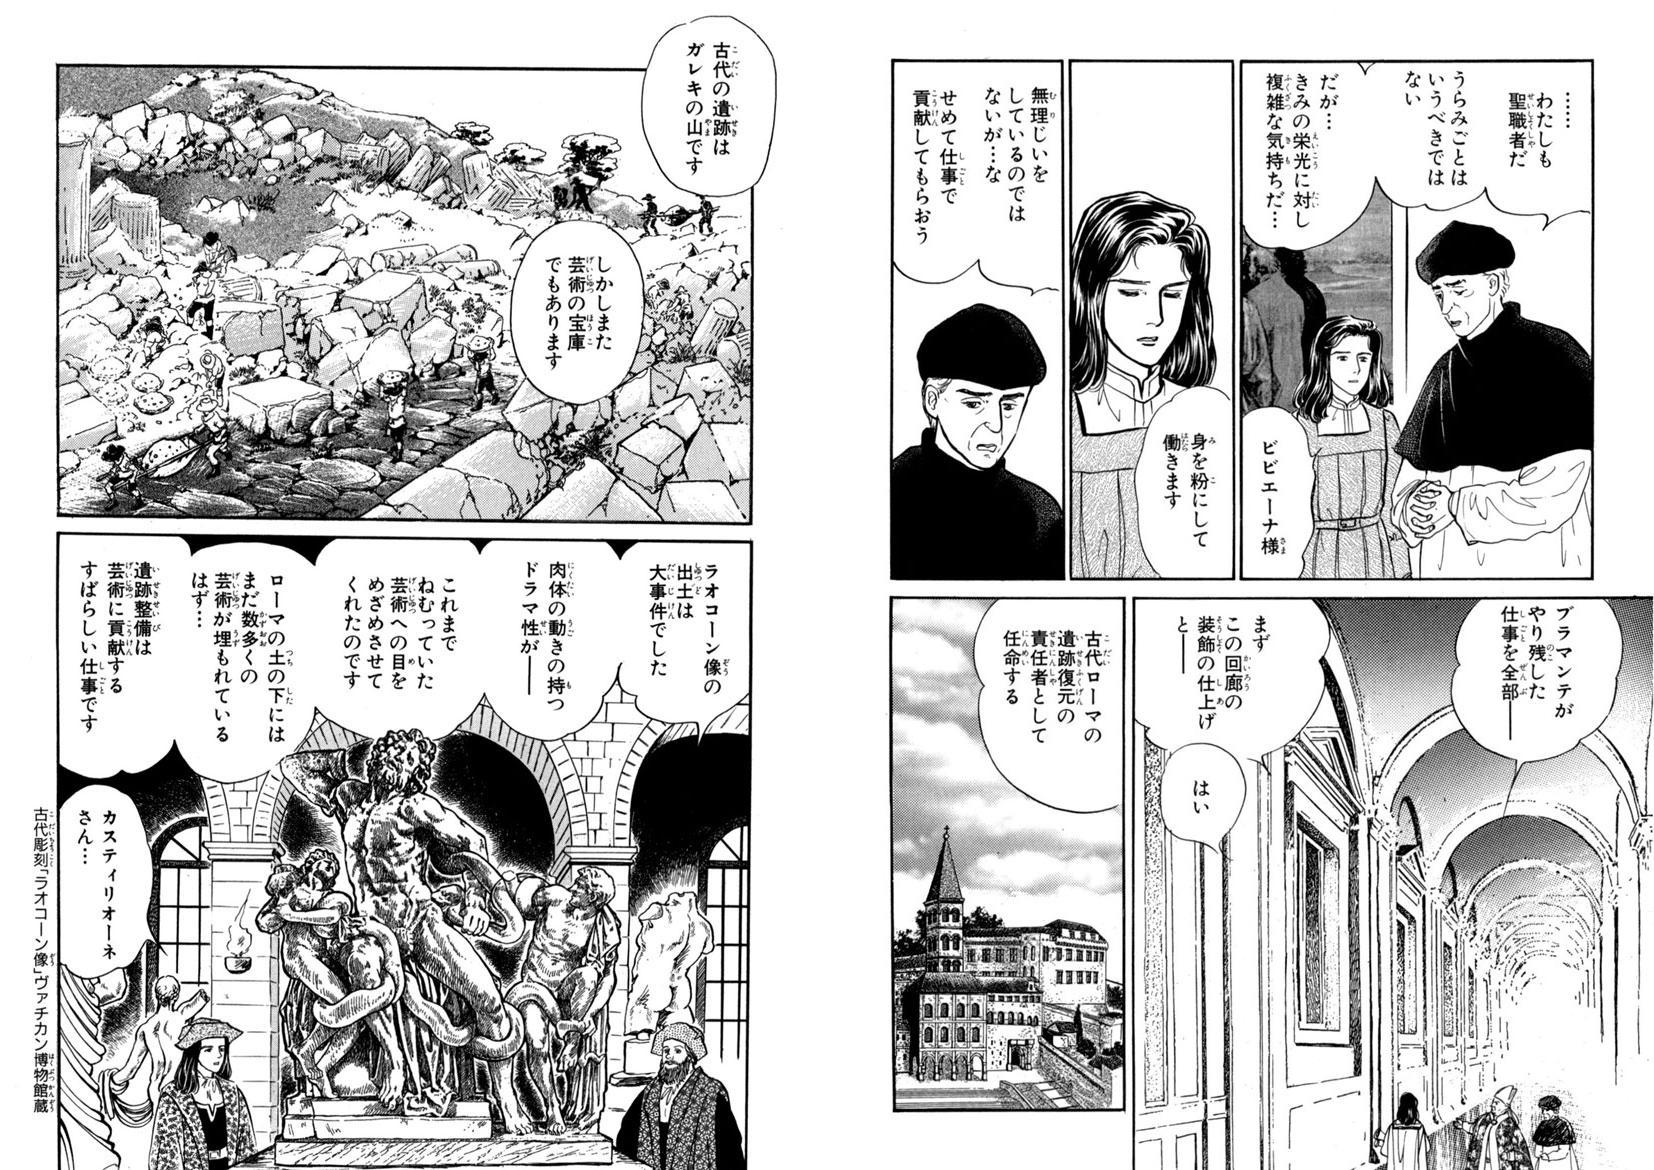 ……
わたしも
聖職者だ
うらみごとは
いうべきでは
ない
だが…
きみの栄光に対し
複雑な気持ちだ…
ビビエーナ様
身を粉にして
働きます
無理じいを
しているのでは
ないが…な
せめて仕事で
貢献してもらおう
ブラマンテが
やり残した
仕事を全部──
まず
この回廊の
装飾の仕上げ
と──
はい
古代ローマの
遺跡復元の
責任者として
任命する
古代の遺跡は
ガレキの山です
しかしまた
芸術の宝庫
でもあります
ラオコーン像の
出土は
大事件でした
肉体の動きの持つ
ドラマ性が──
これまで
ねむっていた
芸術への目を
めざめさせて
くれたのです
ローマの土の下には
まだ数多くの
芸術が埋もれている
はず…
遺跡整備は
芸術に貢献する
すばらしい仕事です
カスティリオーネ
さん…
古代彫刻「ラオコーン像」ヴァチカン博物館蔵